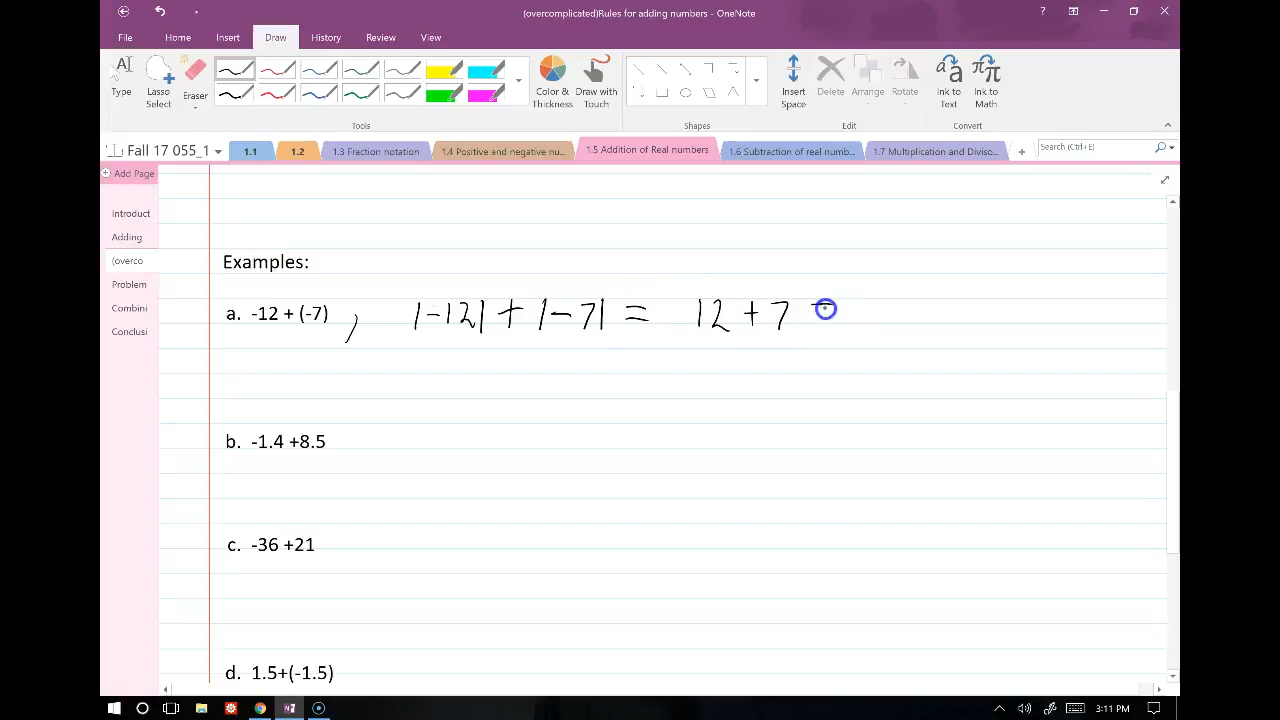 (overcomplicated)Rules for adding numbers - OneNote
File Home Insert Draw History Review View
Type Lasso Select Eraser Color & Thickness Draw with Touch Insert Space Delete Arrange Rotate Ink to Text Ink to Math
Tools Shapes Edit Convert
Fall 17 055_1 1.1 1.2 1.3 Fraction notation 1.4 Positive and negative nu... 1.5 Addition of Real numbers 1.6 Subtraction of real numb... 1.7 Multiplication and Diviso... Search (Ctrl+E)
Add Page
Introduct
Adding
(overco
Problem
Combini
Conclusi
Examples:
a. -12 + (-7) , |-12| + |-7| = 12 + 7
b. -1.4 +8.5
c. -36 +21
d. 1.5+(-1.5)
3:11 PM